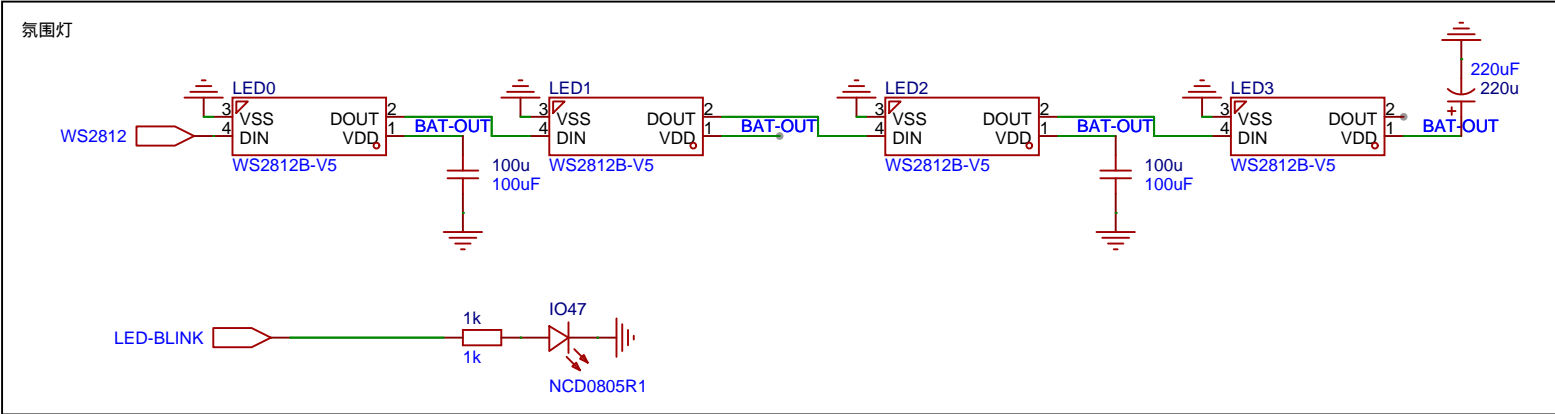 氛围灯
220uF
220u
+
LED0
LED1
LED2
LED3
3
VSS
DOUT
2
3
VSS
DOUT
2
3
VSS
DOUT
2
3
VSS
DOUT
2
BAT-OUT
BAT-OUT
BAT-OUT
BAT-OUT
WS2812
4
DIN
VDD
1
4
DIN
VDD
1
4
DIN
VDD
1
4
DIN
VDD
1
WS2812B-V5
WS2812B-V5
WS2812B-V5
WS2812B-V5
100u
100uF
100u
100uF
IO47
1k
LED-BLINK
1k
NCD0805R1